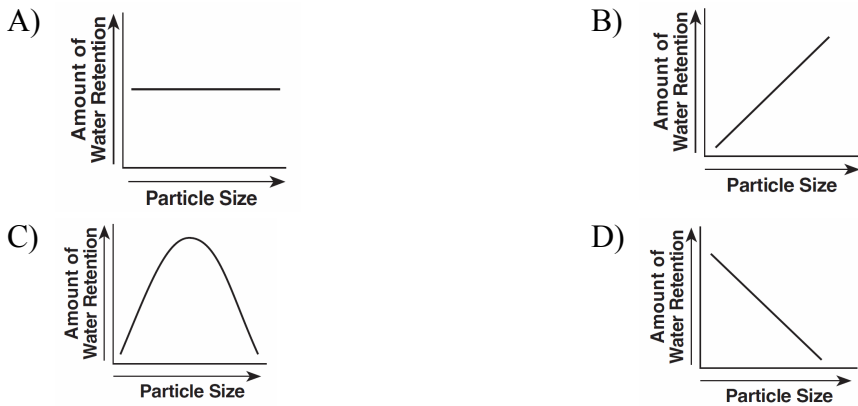 A)
Amount of
Water Retention
Particle Size
B)
Amount of
Water Retention
Particle Size
C)
Amount of
Water Retention
Particle Size
D)
Amount of
Water Retention
Particle Size